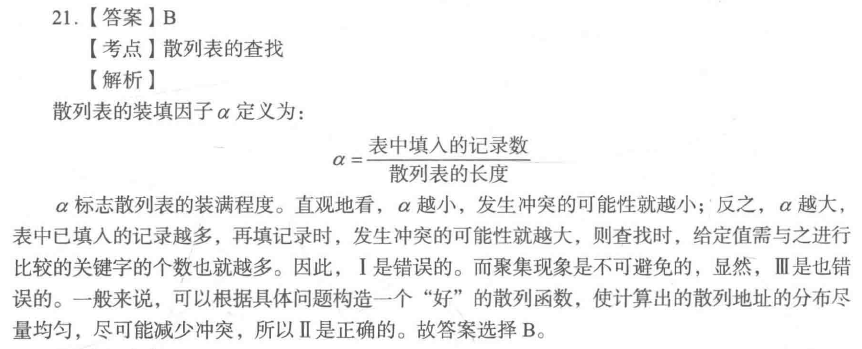 21.【答案】B
【考点】散列表的查找
【解析】
散列表的装填因子α定义为：
α=表中填入的记录数/散列表的长度
α标志散列表的装满程度。直观地看，α越小，发生冲突的可能性就越小；反之，α越大，
表中已填入的记录越多，再填记录时，发生冲突的可能性就越大，则查找时，给定值需与之进行
比较的关键字的个数也就越多。因此，Ⅰ是错误的。而聚集现象是不可避免的，显然，Ⅲ是也错
误的。一般来说，可以根据具体问题构造一个“好”的散列函数，使计算出的散列地址的分布尽
量均匀，尽可能减少冲突，所以Ⅱ是正确的。故答案选择B。